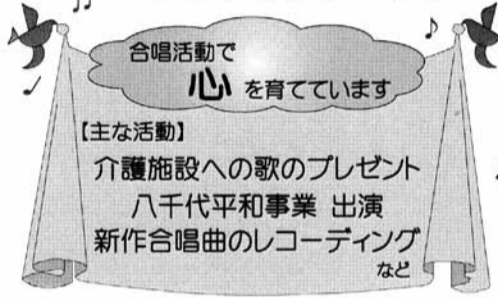 合唱活動で
心を育てています
【主な活動】
介護施設への歌のプレゼント
八千代平和事業 出演
新作合唱曲のレコーディング
など